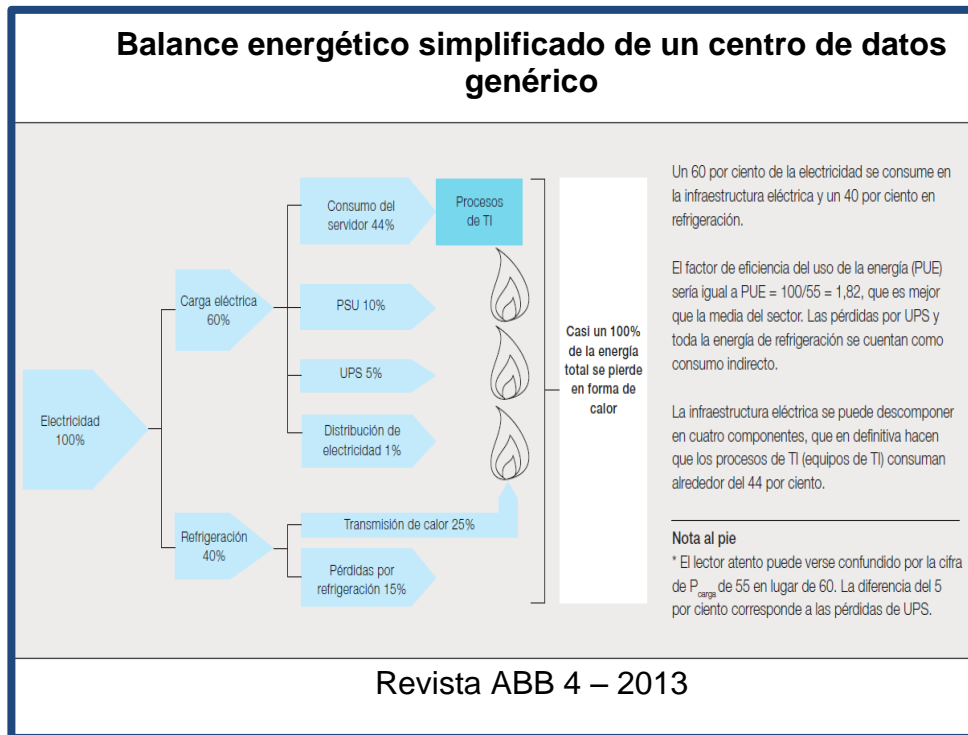 Balance energético simplificado de un centro de datos
genérico
Consumo del
servidor 44%
Procesos
de TI
Carga eléctrica
60%
PSU 10%
UPS 5%
Distribución de
electricidad 1%
Electricidad
100%
Refrigeración
40%
Transmisión de calor 25%
Pérdidas por
refrigeración 15%
Casi un 100%
de la energía
total se pierde
en forma de
calor
Un 60 por ciento de la electricidad se consume en
la infraestructura eléctrica y un 40 por ciento en
refrigeración.
El factor de eficiencia del uso de la energía (PUE)
sería igual a PUE = 100/55 = 1,82, que es mejor
que la media del sector. Las pérdidas por UPS y
toda la energía de refrigeración se cuentan como
consumo indirecto.
La infraestructura eléctrica se puede descomponer
en cuatro componentes, que en definitiva hacen
que los procesos de TI (equipos de TI) consuman
alrededor del 44 por ciento.
Nota al pie
* El lector atento puede verse confundido por la cifra
de Pcarga de 55 en lugar de 60. La diferencia del 5
por ciento corresponde a las pérdidas de UPS.
Revista ABB 4 – 2013